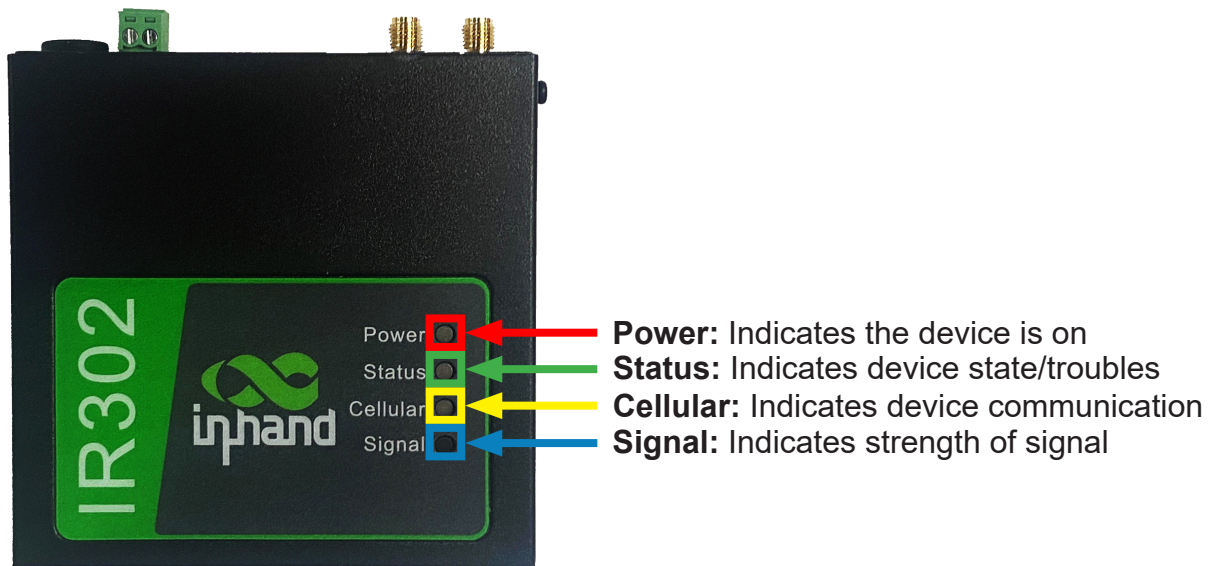 IR302
inhand
Power
Status
Cellular
Signal
Power: Indicates the device is on
Status: Indicates device state/troubles
Cellular: Indicates device communication
Signal: Indicates strength of signal